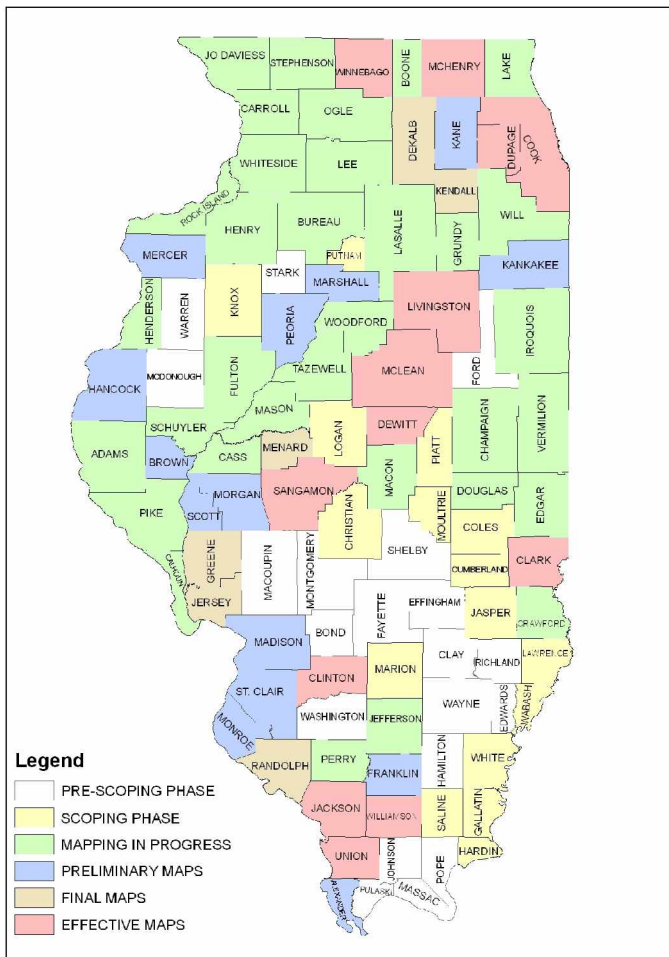 JO DAVIESS
STEPHENSON
WINNEBAGO
BOONE
MCHENRY
LAKE
CARROLL
OGLE
DEKALB
KANE
DUPAGE
COOK
WHITESIDE
LEE
KENDALL
ROCK ISLAND
HENRY
BUREAU
LASALLE
GRUNDY
WILL
MERCER
PUTNAM
KANKAKEE
STARK
MARSHALL
HENDERSON
WARREN
KNOX
PEORIA
LIVINGSTON
WOODFORD
IROQUOIS
FORD
HANCOCK
MCDONOUGH
FULTON
TAZEWELL
MCLEAN
MASON
SCHUYLER
LOGAN
DEWITT
PIATT
CHAMPAIGN
VERMILION
ADAMS
BROWN
CASS
MENARD
MACON
SANGAMON
DOUGLAS
EDGAR
MORGAN
PIKE
SCOTT
CHRISTIAN
MOULTRIE
COLES
SHELBY
GREENE
MACOUPIN
MONTGOMERY
CUMBERLAND
CLARK
CALHOUN
JERSEY
FAYETTE
EFFINGHAM
JASPER
CRAWFORD
MADISON
BOND
CLAY
RICHLAND
LAWRENCE
CLINTON
MARION
ST. CLAIR
WAYNE
EDWARDS
WABASH
WASHINGTON
JEFFERSON
MONROE
RANDOLPH
PERRY
HAMILTON
WHITE
FRANKLIN
JACKSON
WILLIAMSON
SALINE
GALLATIN
UNION
JOHNSON
POPE
HARDIN
ALEXANDER
PULASKI
MASSAC
Legend
PRE-SCOPING PHASE
SCOPING PHASE
MAPPING IN PROGRESS
PRELIMINARY MAPS
FINAL MAPS
EFFECTIVE MAPS